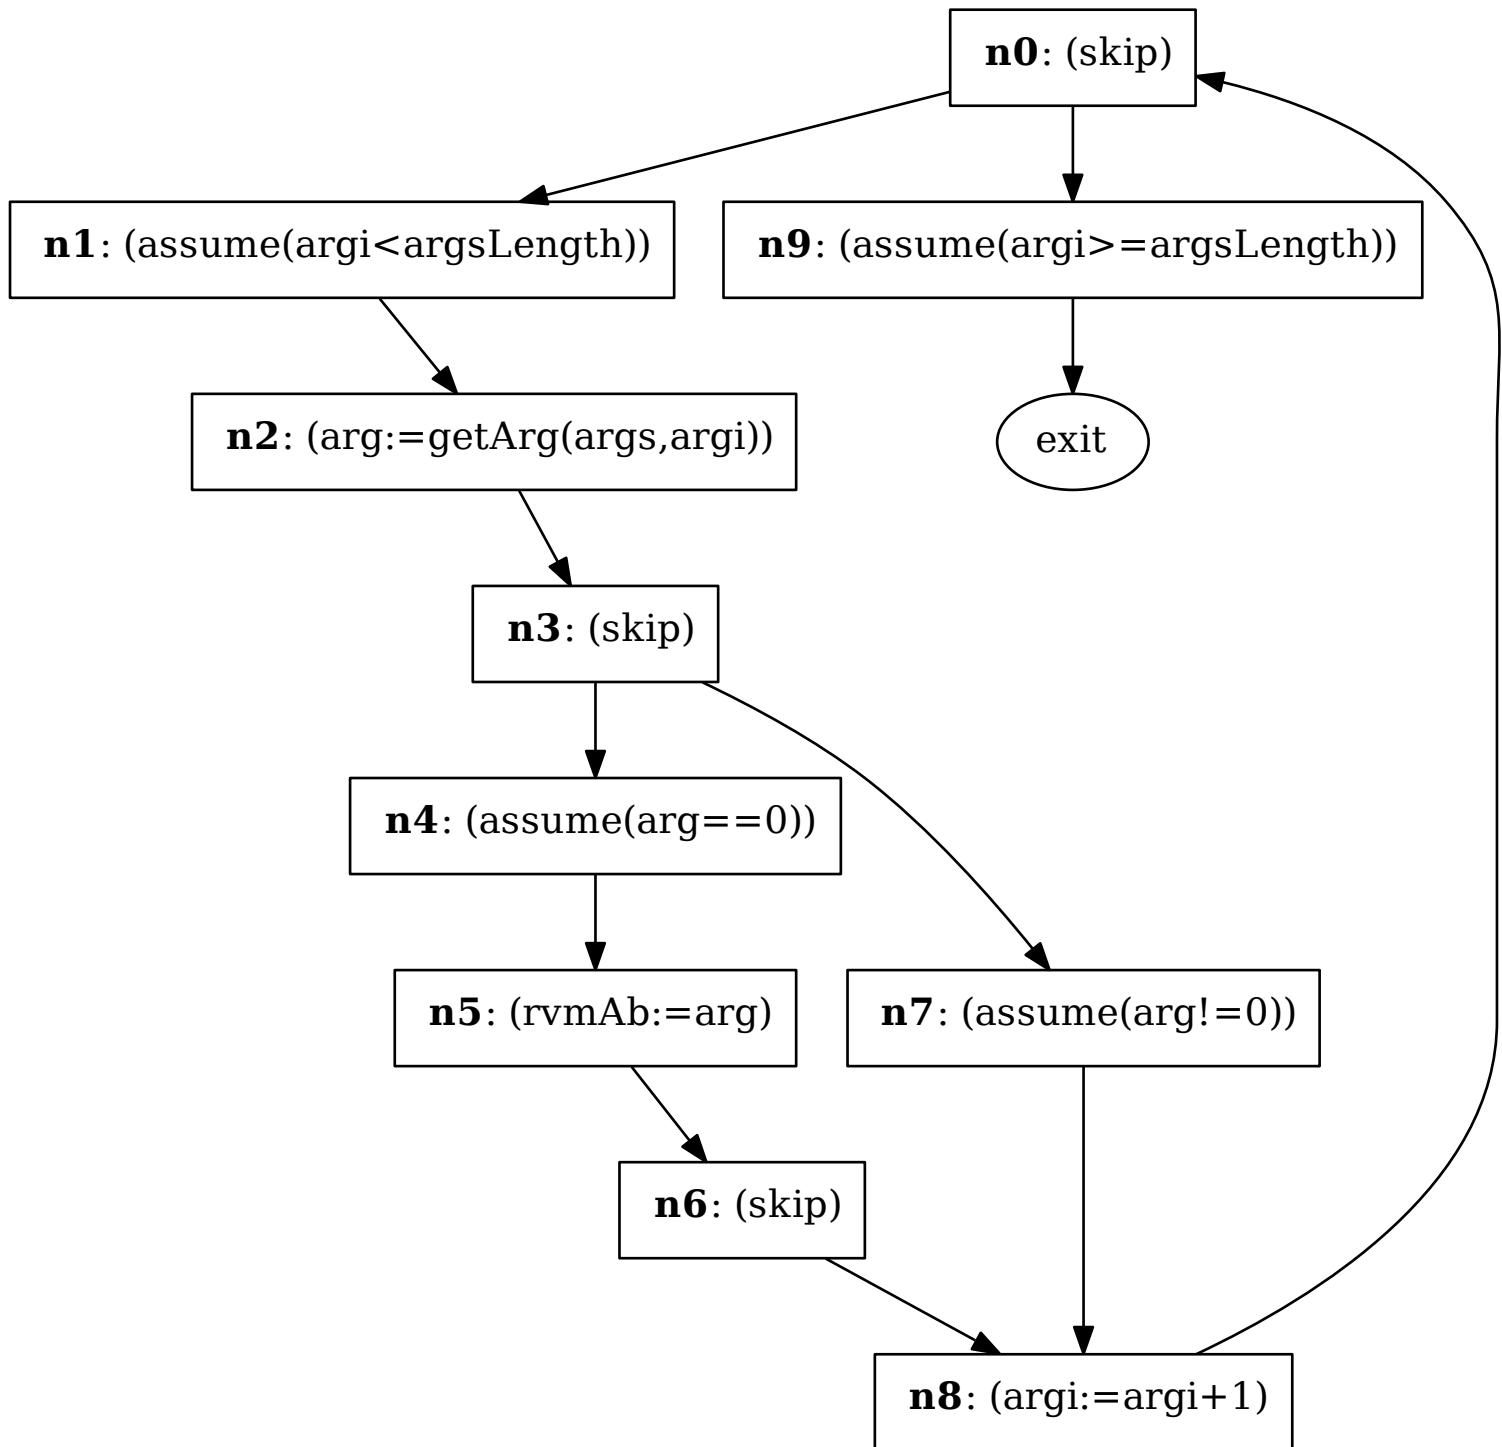 n0: (skip)
n1: (assume(argi<argsLength))
n9: (assume(argi>=argsLength))
n2: (arg:=getArg(args,argi))
exit
n3: (skip)
n4: (assume(arg==0))
n5: (rvmAb:=arg)
n7: (assume(arg!=0))
n6: (skip)
n8: (argi:=argi+1)